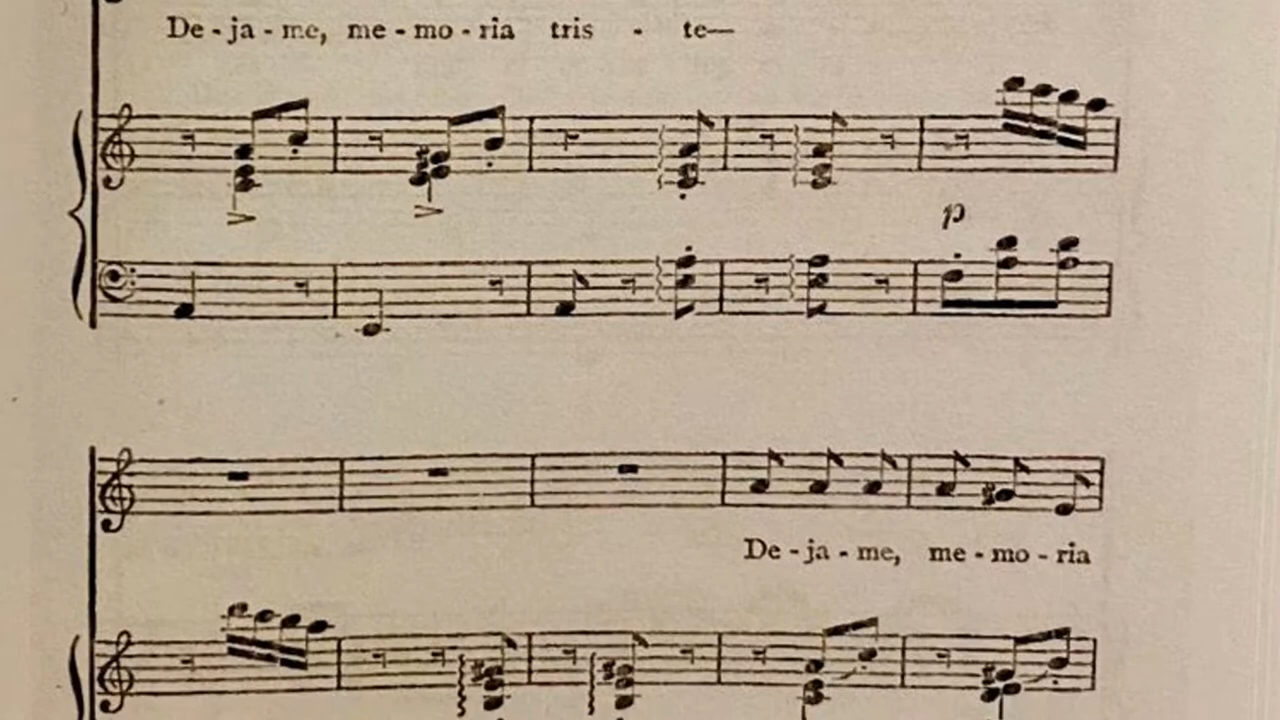 De - ja - me, me - mo - ria tris - te—
p
De - ja - me, me - mo - ria